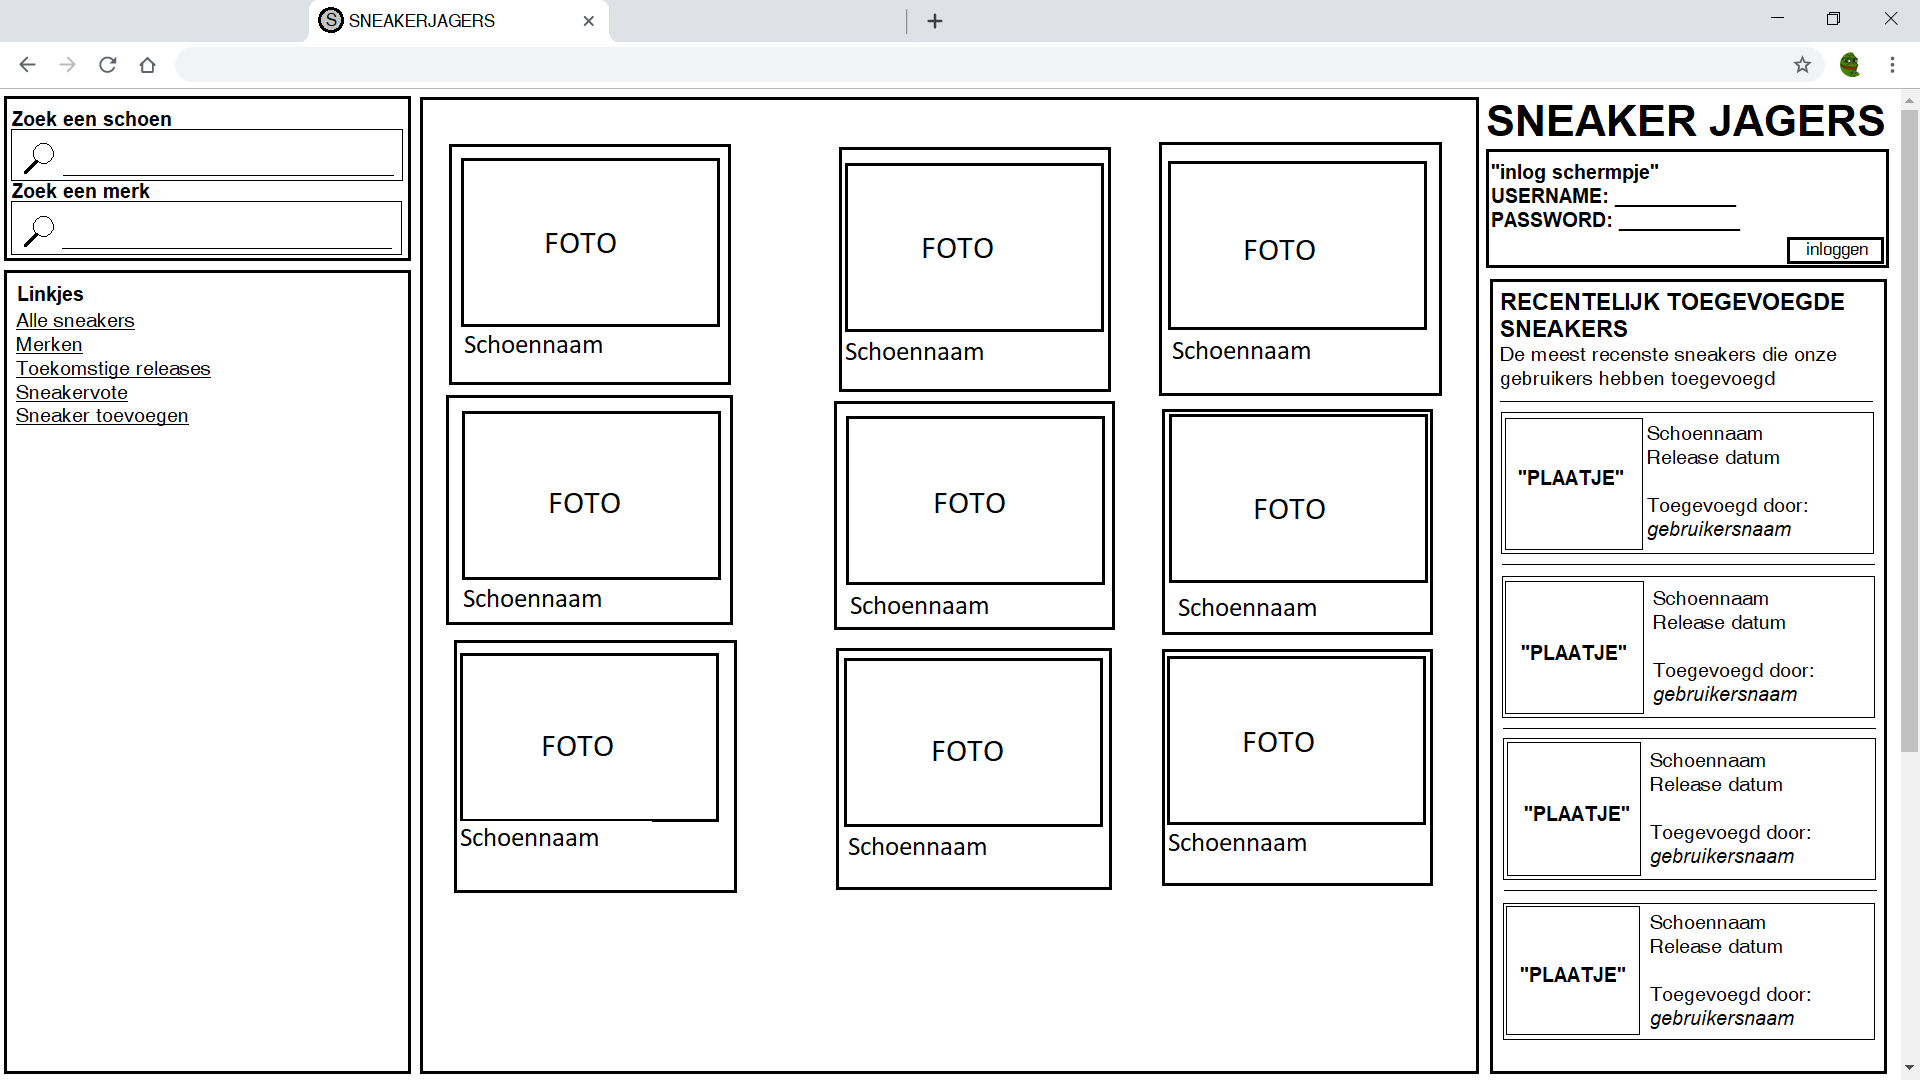 S SNEAKERJAGERS
Zoek een schoen
Zoek een merk
Linkjes
Alle sneakers
Merken
Toekomstige releases
Sneakervote
Sneaker toevoegen
FOTO
Schoennaam
FOTO
Schoennaam
FOTO
Schoennaam
FOTO
Schoennaam
FOTO
Schoennaam
FOTO
Schoennaam
FOTO
Schoennaam
FOTO
Schoennaam
FOTO
Schoennaam
SNEAKER JAGERS
"inlog schermpje"
USERNAME: ___________
PASSWORD: ___________
inloggen
RECENTELIJK TOEGEVOEGDE
SNEAKERS
De meest recenste sneakers die onze
gebruikers hebben toegevoegd
"PLAATJE"
Schoennaam
Release datum
Toegevoegd door:
gebruikersnaam
"PLAATJE"
Schoennaam
Release datum
Toegevoegd door:
gebruikersnaam
"PLAATJE"
Schoennaam
Release datum
Toegevoegd door:
gebruikersnaam
"PLAATJE"
Schoennaam
Release datum
Toegevoegd door:
gebruikersnaam